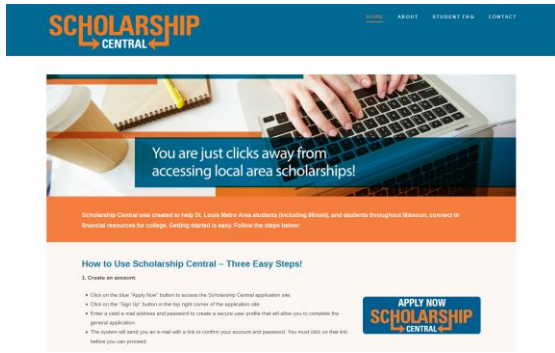 SCHOLARSHIP
CENTRAL
HOME ABOUT STUDENT FAQ CONTACT
You are just clicks away from
accessing local area scholarships!
Scholarship Central was created to help St. Louis Metro Area students (including Illinois), and students throughout Missouri, connect to
financial resources for college. Getting started is easy. Follow the steps below:
How to Use Scholarship Central – Three Easy Steps!
1. Create an account.
• Click on the blue "Apply Now" button to access the Scholarship Central application site.
• Click on the "Sign Up" button in the top right corner of the application site.
• Enter a valid e-mail address and password to create a secure user profile that will allow you to complete the
general application.
• The system will send you an e-mail with a link to confirm your account and password. You must click on that link
before you can proceed.
APPLY NOW
SCHOLARSHIP
CENTRAL